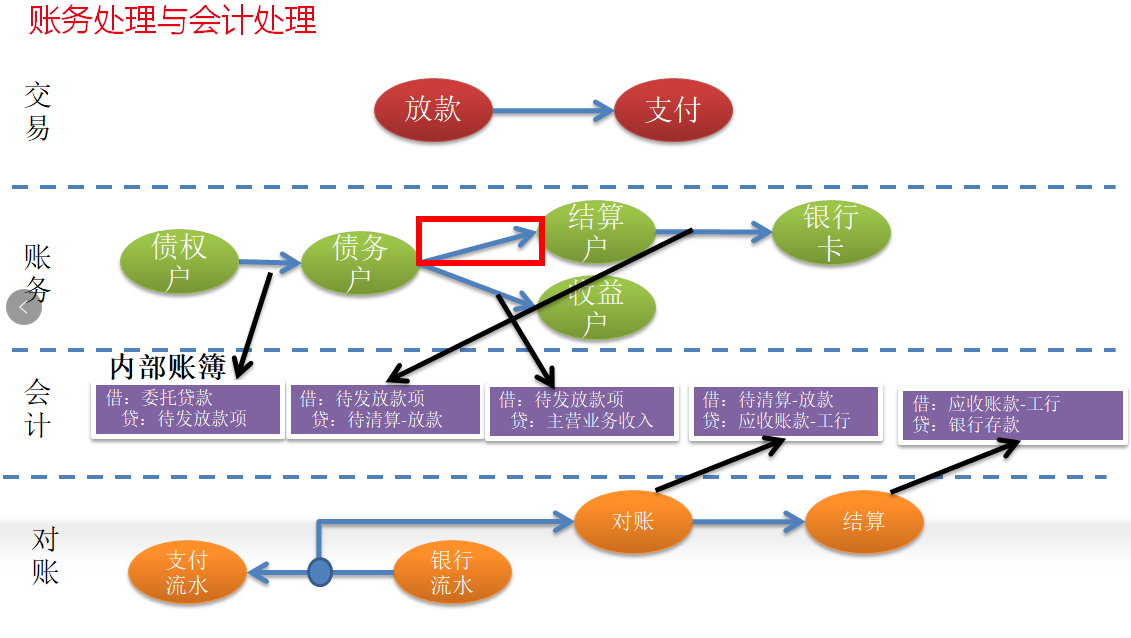 账务处理与会计处理
交
易
放款
支付
账
务
债权
户
债务
户
结算
户
收益
户
银行
卡
会
计
内部账簿
借：委托贷款
贷：待发放款项
借：待发放款项
贷：待清算-放款
借：待发放款项
贷：主营业务收入
借：待清算-放款
贷：应收账款-工行
借：应收账款-工行
贷：银行存款
对
账
对账
结算
支付
流水
银行
流水